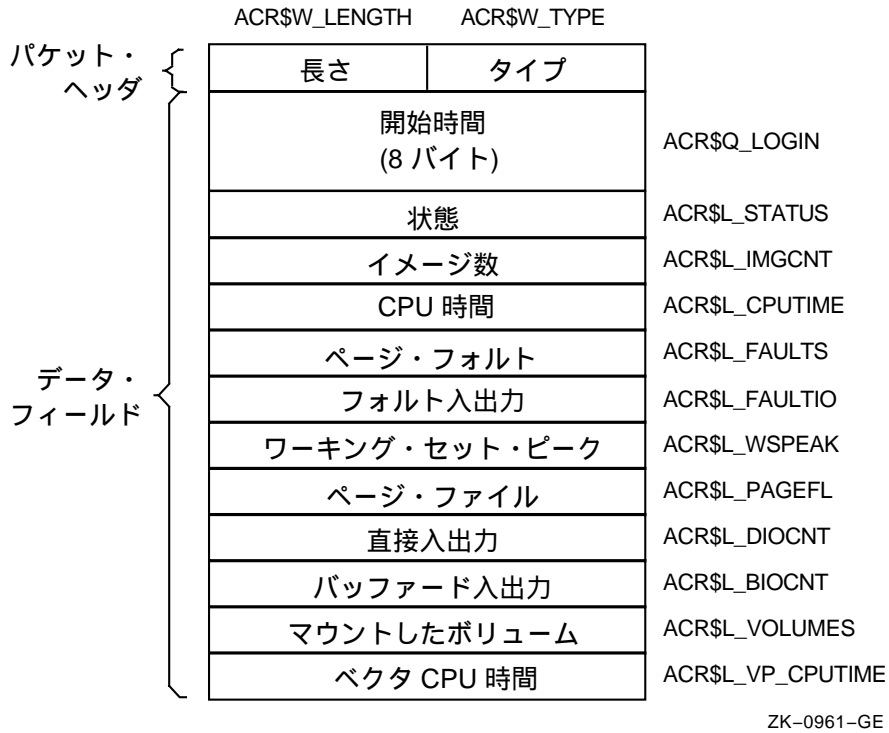 ACR$W_LENGTH ACR$W_TYPE
パケット・
ヘッダ
長さ タイプ
開始時間
(8 バイト)
ACR$Q_LOGIN
状態 ACR$L_STATUS
イメージ数 ACR$L_IMGCNT
CPU 時間 ACR$L_CPUTIME
ページ・フォルト ACR$L_FAULTS
データ・
フィールド
フォルト入出力 ACR$L_FAULTIO
ワーキング・セット・ピーク ACR$L_WSPEAK
ページ・ファイル ACR$L_PAGEFL
直接入出力 ACR$L_DIOCNT
バッファード入出力 ACR$L_BIOCNT
マウントしたボリューム ACR$L_VOLUMES
ベクタ CPU 時間 ACR$L_VP_CPUTIME
ZK−0961−GE